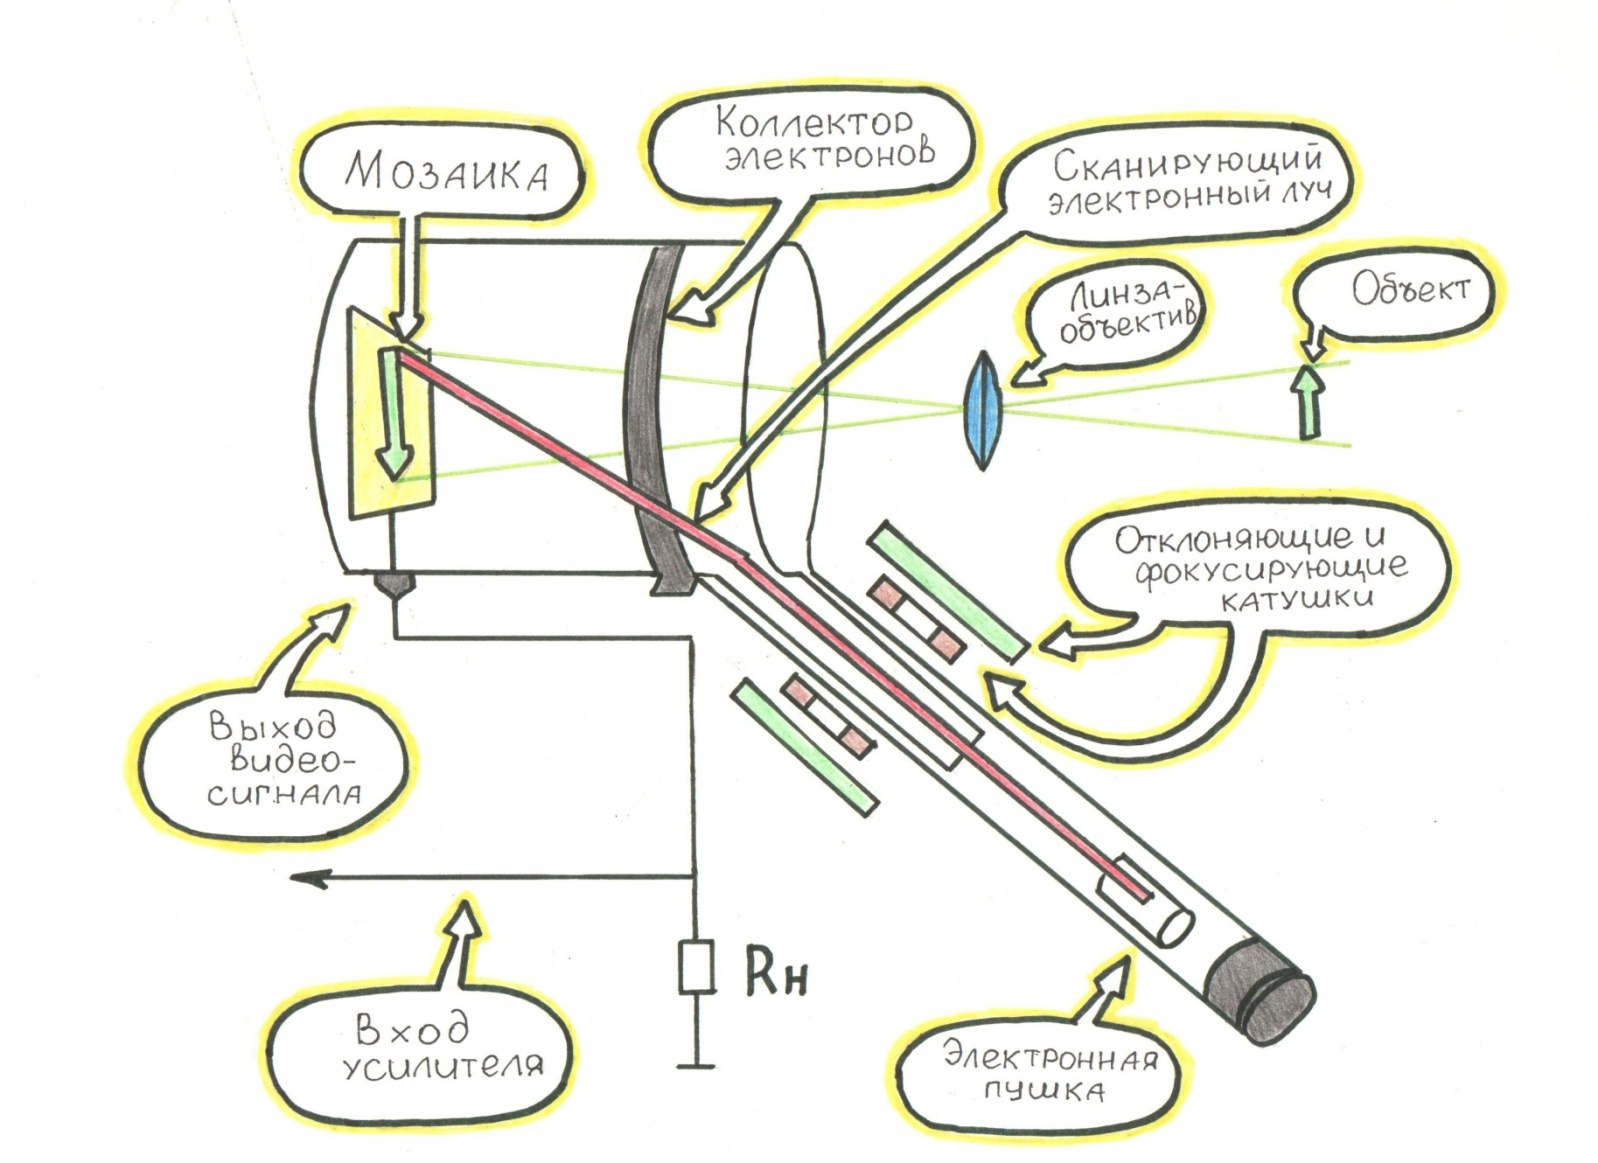 Мозаика
Коллектор
электронов
Сканирующий
электронный луч
Линза-
объектив
Объект
Отклоняющие и
фокусирующие
катушки
Выход
видео-
сигнала
Вход
усилителя
Rн
Электронная
пушка